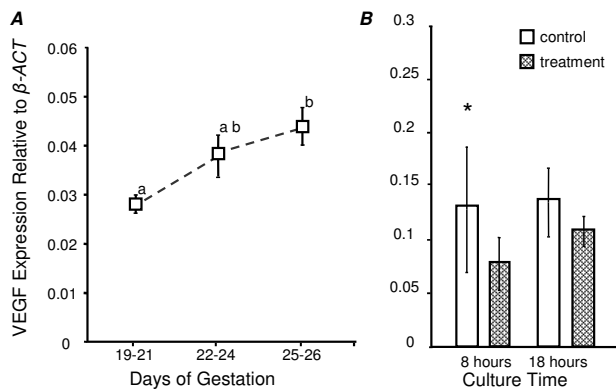 A
VEGF Expression Relative to β-ACT
0.06
0.05
0.04
0.03
0.02
0.01
0
a
a b
b
19-21
22-24
25-26
Days of Gestation
B
0.3
0.25
0.2
0.15
0.1
0.05
0
control
treatment
*
8 hours
18 hours
Culture Time